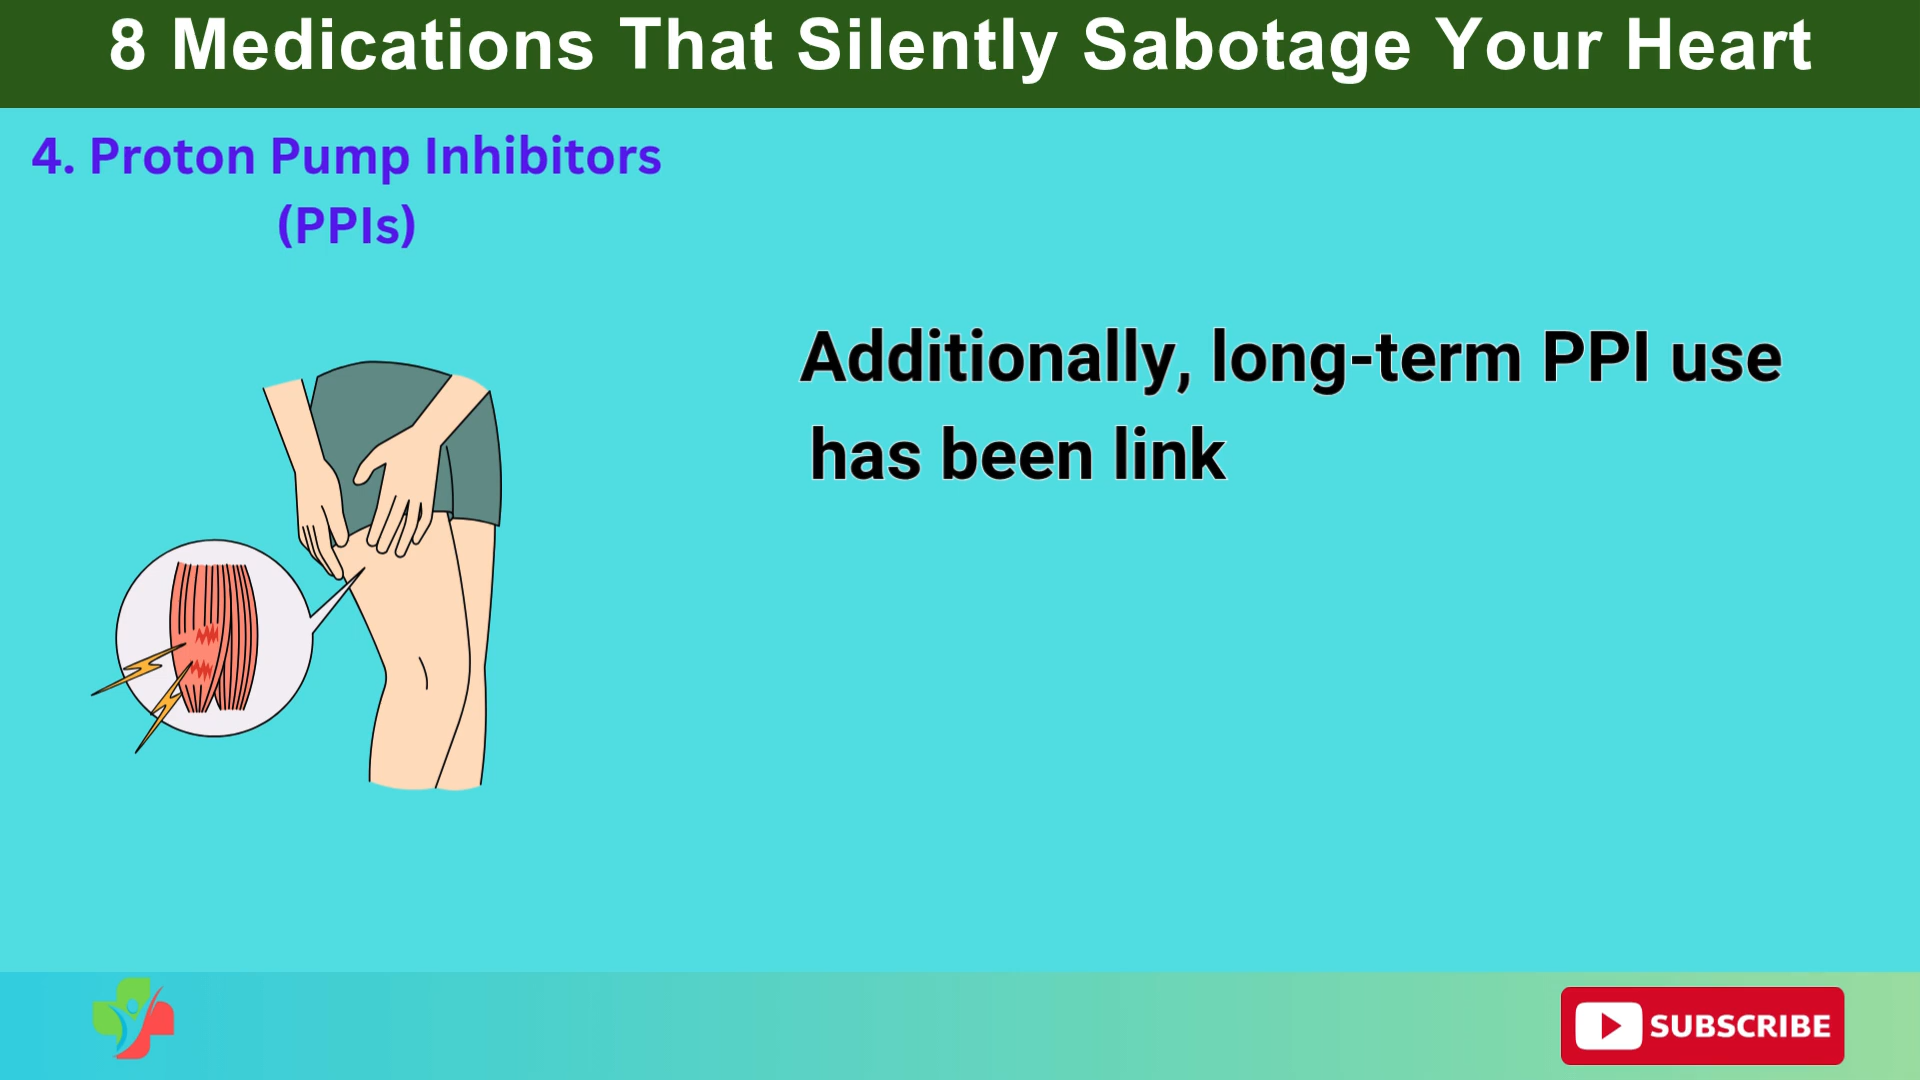 8 Medications That Silently Sabotage Your Heart
4. Proton Pump Inhibitors
(PPIs)
Additionally, long-term PPI use
has been link
SUBSCRIBE